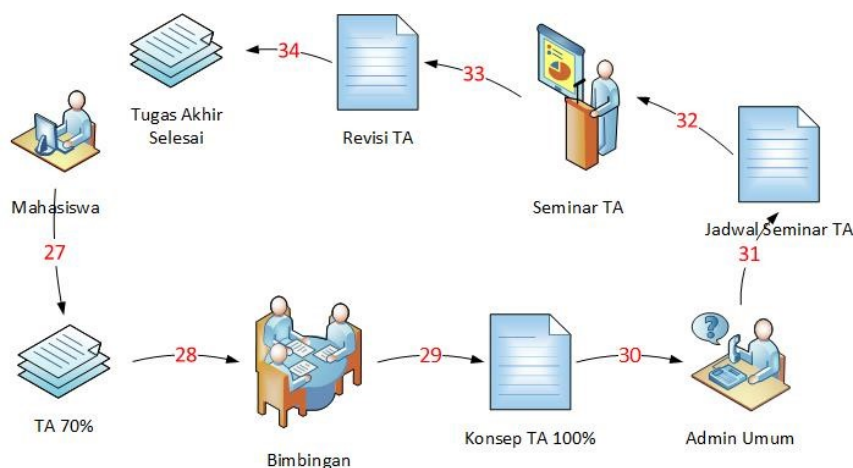 34
33
Tugas Akhir
Selesai
Revisi TA
32
Mahasiswa
Seminar TA
Jadwal Seminar TA
27
31
28
29
30
TA 70%
Konsep TA 100%
Admin Umum
Bimbingan